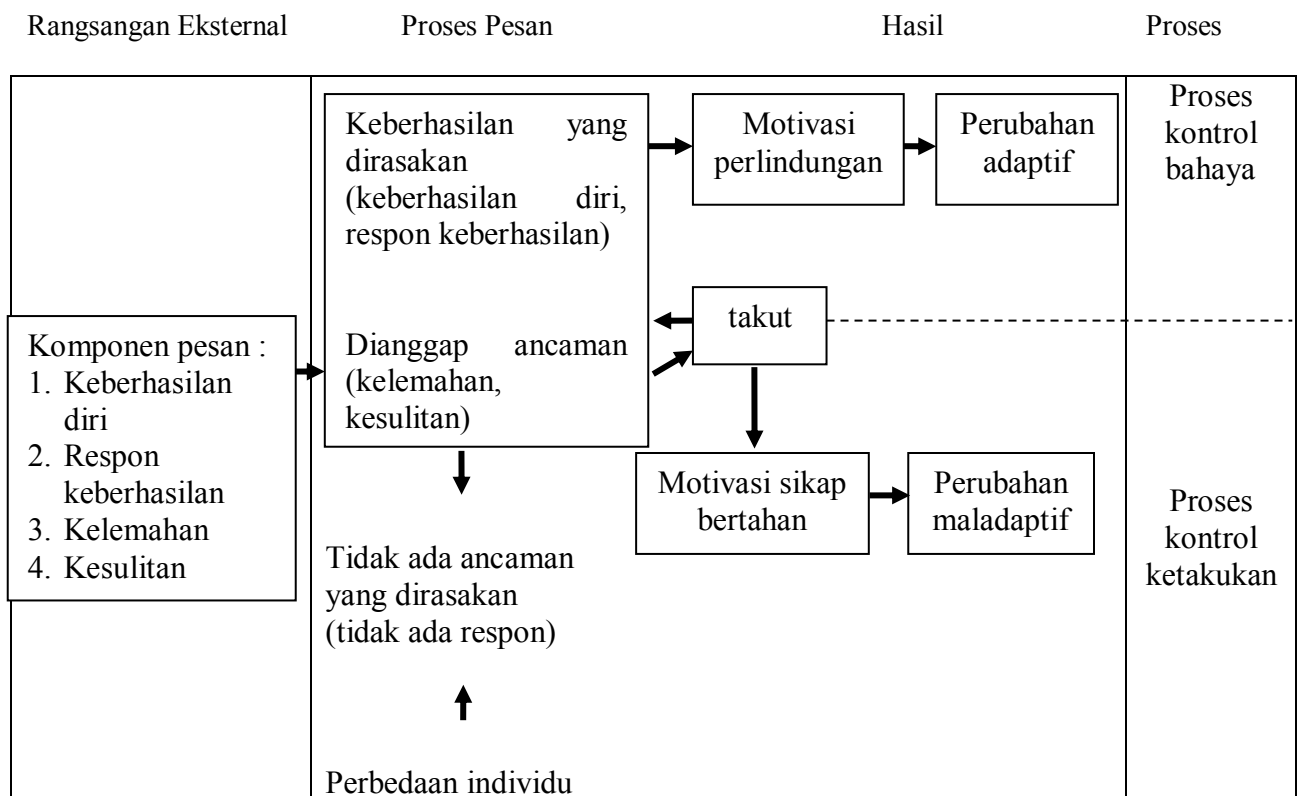 Rangsangan Eksternal
Proses Pesan
Hasil
Proses
Komponen pesan :
1. Keberhasilan
diri
2. Respon
keberhasilan
3. Kelemahan
4. Kesulitan
Keberhasilan yang
dirasakan
(keberhasilan diri,
respon keberhasilan)
Dianggap ancaman
(kelemahan,
kesulitan)
Tidak ada ancaman
yang dirasakan
(tidak ada respon)
Perbedaan individu
Motivasi
perlindungan
Perubahan
adaptif
takut
Motivasi sikap
bertahan
Perubahan
maladaptif
Proses
kontrol
bahaya
Proses
kontrol
ketakukan